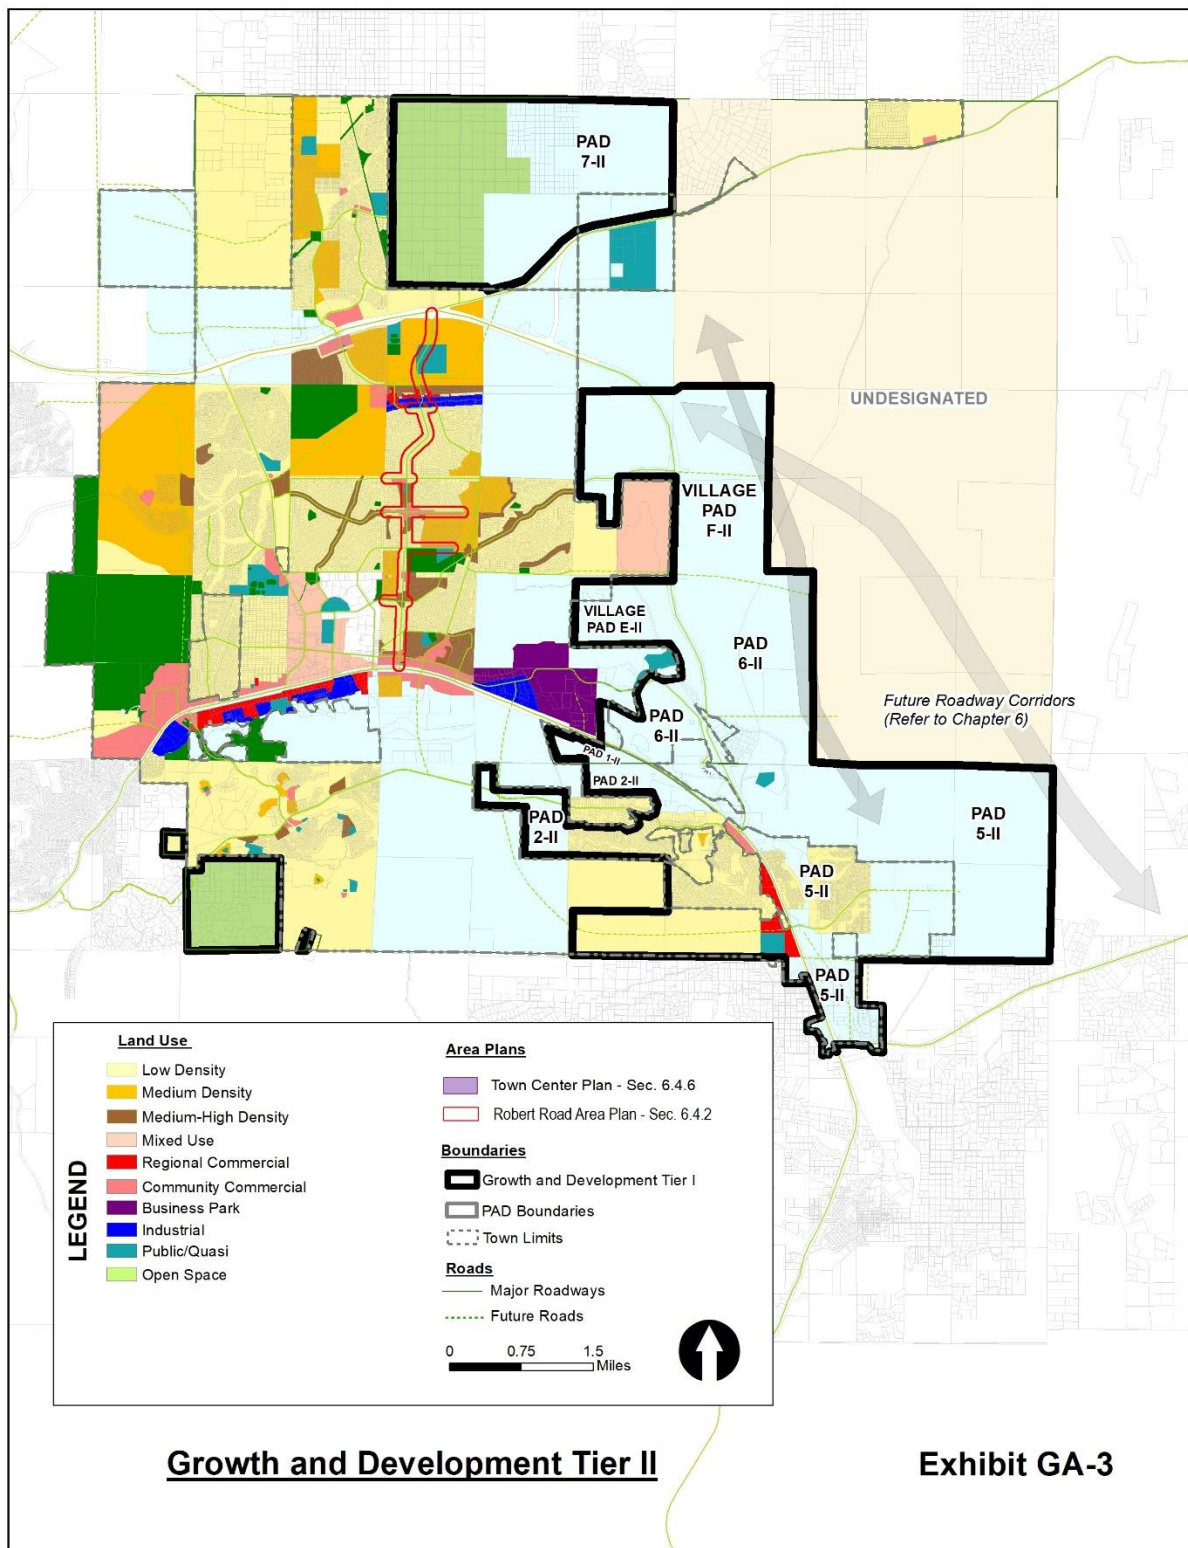 PAD
7-II
UNDESIGNATED
VILLAGE
PAD
F-II
VILLAGE
PAD E-II
PAD
6-II
Future Roadway Corridors
(Refer to Chapter 6)
PAD
6-II
PAD 1-II
PAD 2-II
PAD
2-II
PAD
5-II
PAD
5-II
PAD
5-II
LEGEND
Land Use
Low Density
Medium Density
Medium-High Density
Mixed Use
Regional Commercial
Community Commercial
Business Park
Industrial
Public/Quasi
Open Space
Area Plans
Town Center Plan - Sec. 6.4.6
Robert Road Area Plan - Sec. 6.4.2
Boundaries
Growth and Development Tier I
PAD Boundaries
Town Limits
Roads
Major Roadways
Future Roads
0 0.75 1.5
Miles
Growth and Development Tier II
Exhibit GA-3